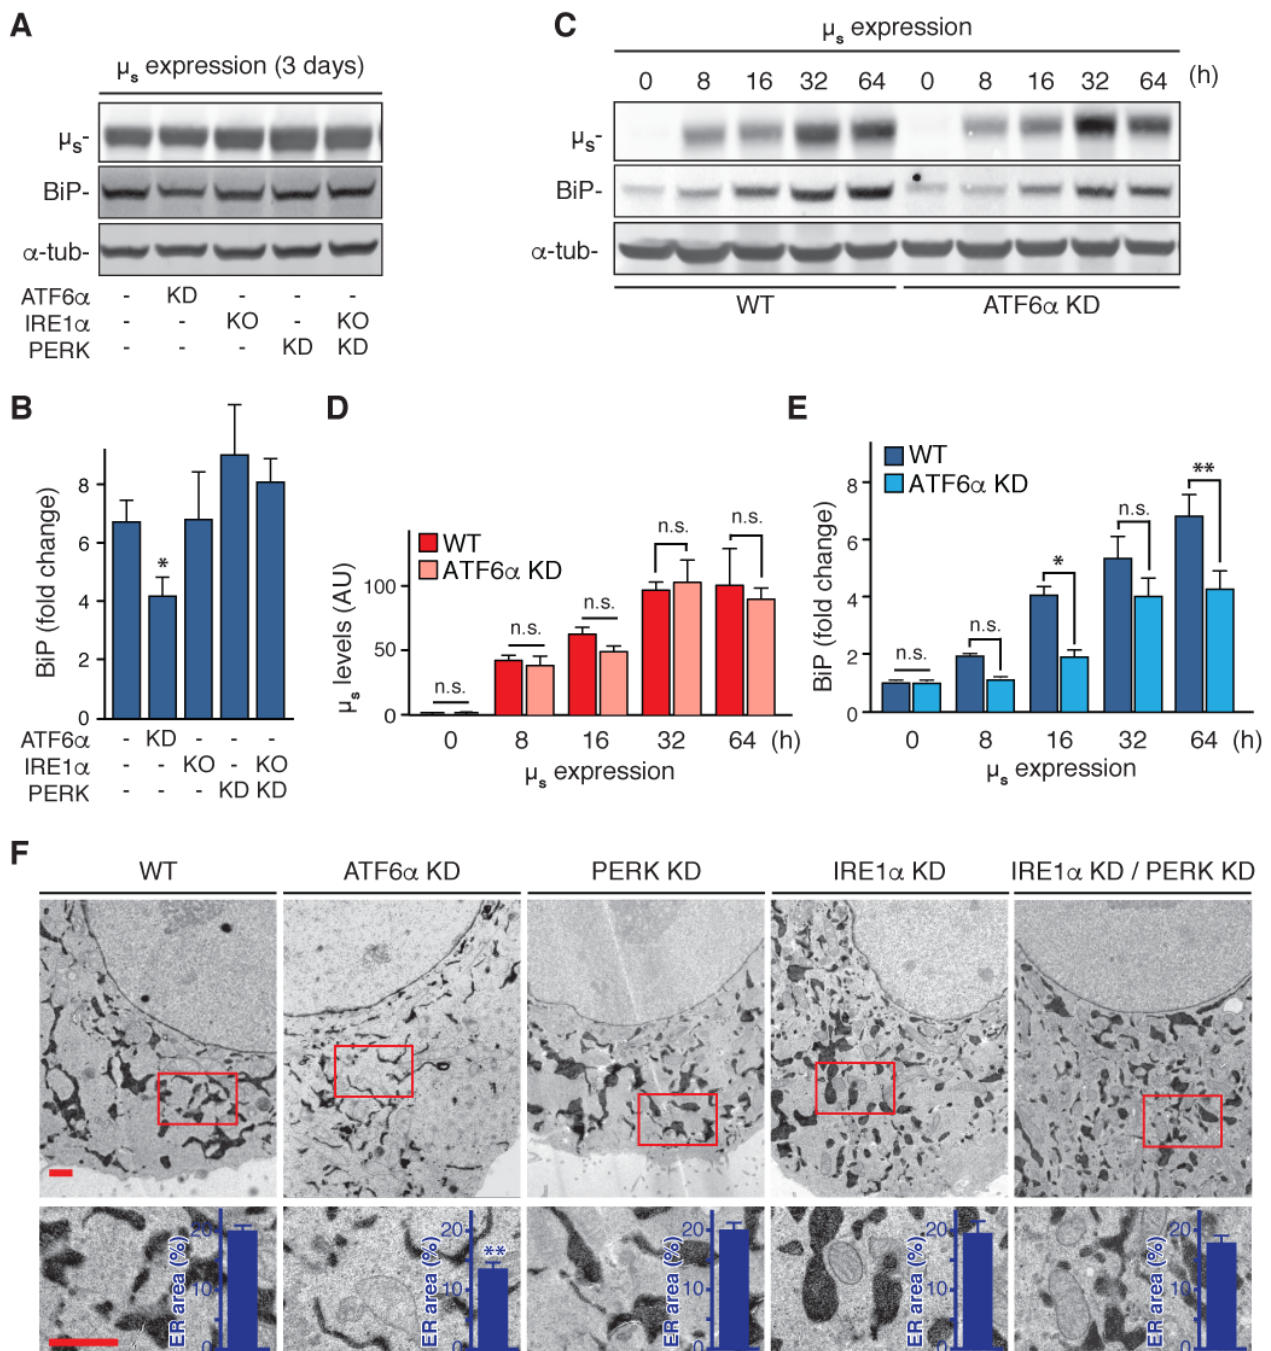 A
μs expression (3 days)
μs-
BiP-
α-tub-
ATF6α - KD - - -
IRE1α - - KO - KO
PERK - - - KD KD
C
μs expression
0 8 16 32 64 0 8 16 32 64 (h)
μs-
BiP-
α-tub-
WT ATF6α KD
B
BiP (fold change)
8
6
4
2
0
*
ATF6α - KD - - -
IRE1α - - KO - KO
PERK - - - KD KD
D
WT
ATF6α KD
μs levels (AU)
100
50
0
n.s. n.s. n.s. n.s. n.s.
0 8 16 32 64 (h)
μs expression
E
WT
ATF6α KD
BiP (fold change)
8
6
4
2
0
n.s. n.s. * n.s. **
0 8 16 32 64 (h)
μs expression
F
WT ATF6α KD PERK KD IRE1α KD IRE1α KD / PERK KD
ER area (%) 20 10 0
ER area (%) 20 10 0 **
ER area (%) 20 10 0
ER area (%) 20 10 0
ER area (%) 20 10 0